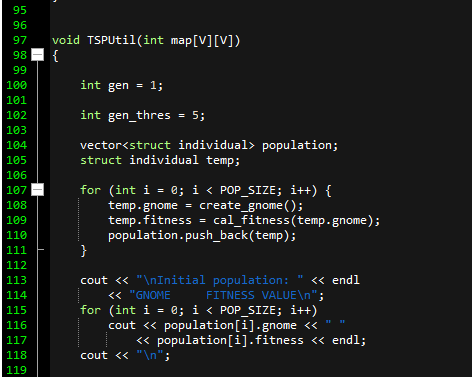 95
96
97 void TSPUtil(int map[V][V])
98 {
99
100     int gen = 1;
101
102     int gen_thres = 5;
103
104     vector<struct individual> population;
105     struct individual temp;
106
107     for (int i = 0; i < POP_SIZE; i++) {
108         temp.gnome = create_gnome();
109         temp.fitness = cal_fitness(temp.gnome);
110         population.push_back(temp);
111     }
112
113     cout << "\nInitial population: " << endl
114         << "GNOME     FITNESS VALUE\n";
115     for (int i = 0; i < POP_SIZE; i++)
116         cout << population[i].gnome << " "
117             << population[i].fitness << endl;
118     cout << "\n";
119